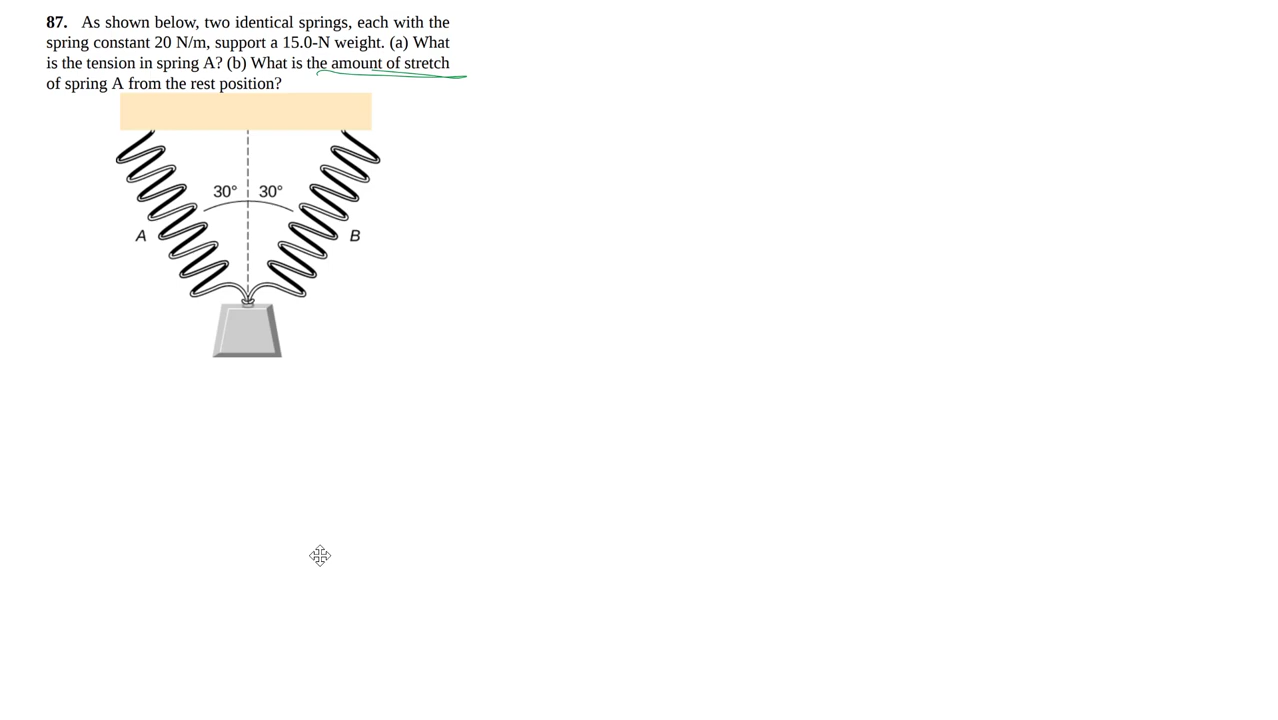 87. As shown below, two identical springs, each with the
spring constant 20 N/m, support a 15.0-N weight. (a) What
is the tension in spring A? (b) What is the amount of stretch
of spring A from the rest position?
30° 30°
A B